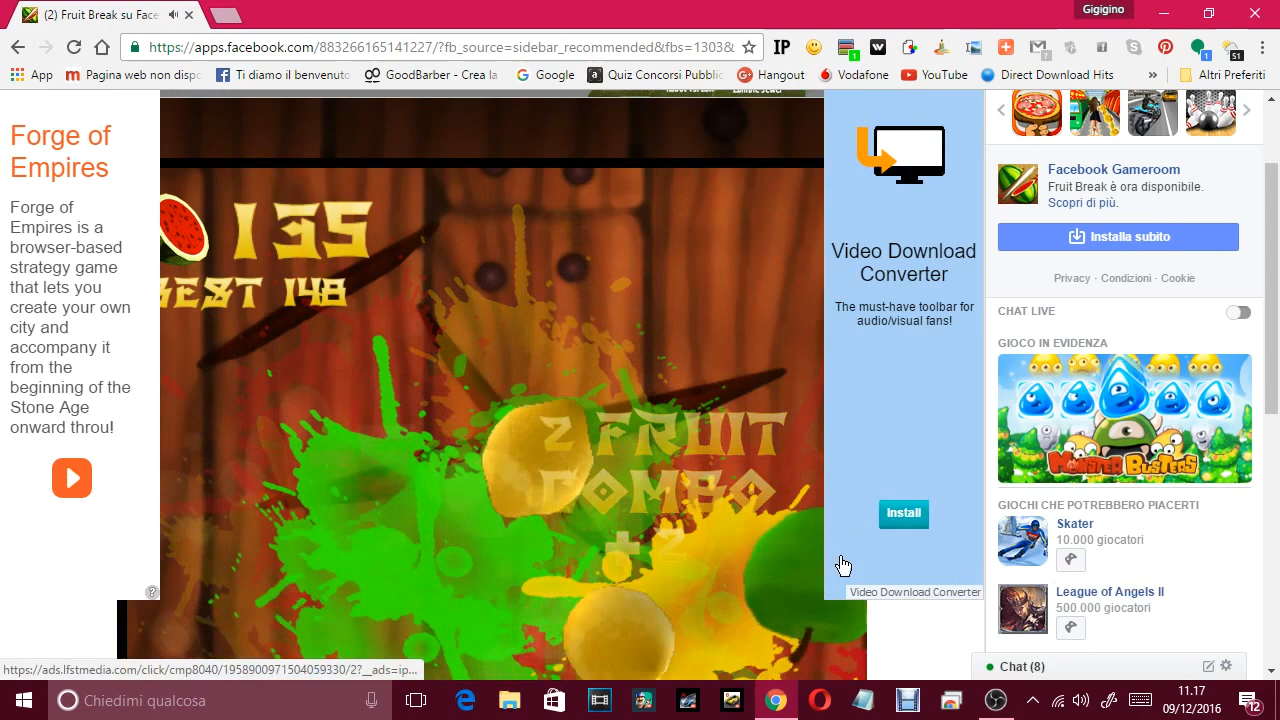 (2) Fruit Break su Face
Gigigino
https://apps.facebook.com/883266165141227/?fb_source=sidebar_recommended&fbs=1303&
IP
App
Pagina web non dispo
Ti diamo il benvenuto
GoodBarber - Crea la
Google
Quiz Concorsi Pubblic
Hangout
Vodafone
YouTube
Direct Download Hits
»
Altri Preferiti
Forge of
Empires
Forge of
Empires is a
browser-based
strategy game
that lets you
create your own
city and
accompany it
from the
beginning of the
Stone Age
onward throu!
135
BEST 148
2 FRUIT
COMBO
+2
Video Download
Converter
The must-have toolbar for
audio/visual fans!
Install
Video Download Converter
Facebook Gameroom
Fruit Break è ora disponibile.
Scopri di più.
Installa subito
Privacy · Condizioni · Cookie
CHAT LIVE
GIOCO IN EVIDENZA
MONSTER BUSTERS
GIOCHI CHE POTREBBERO PIACERTI
Skater
10.000 giocatori
League of Angels II
500.000 giocatori
Chat (8)
https://ads.lfstmedia.com/click/cmp8040/1958900971504059330/2?__ads=ip...
Chiedimi qualcosa
11.17
09/12/2016
12